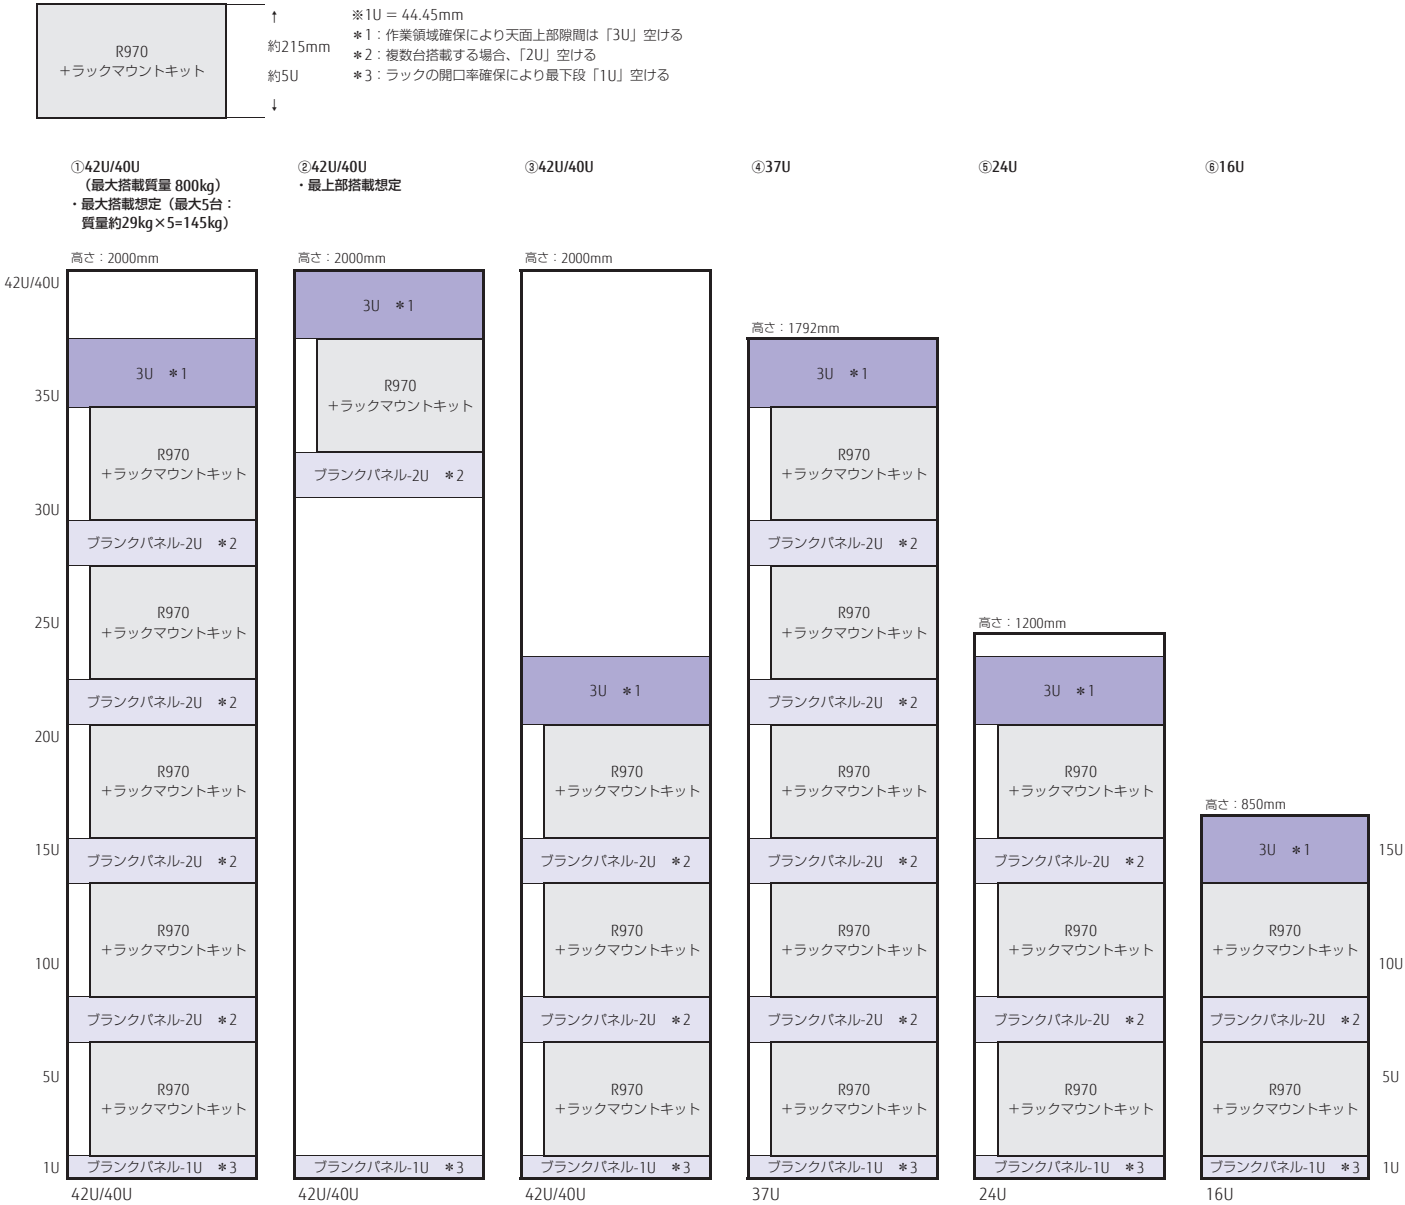 R970
＋ラックマウントキット
↑
約215mm
約5U
↓
※1U = 44.45mm
＊1：作業領域確保により天面上部隙間は「3U」空ける
＊2：複数台搭載する場合、「2U」空ける
＊3：ラックの開口率確保により最下段「1U」空ける
①42U/40U
（最大搭載質量 800kg）
・最大搭載想定（最大5台：
質量約29kg×5=145kg）
高さ：2000mm
42U/40U
35U
30U
25U
20U
15U
10U
5U
1U
3U ＊1
R970
＋ラックマウントキット
ブランクパネル-2U ＊2
R970
＋ラックマウントキット
ブランクパネル-2U ＊2
R970
＋ラックマウントキット
ブランクパネル-2U ＊2
R970
＋ラックマウントキット
ブランクパネル-2U ＊2
R970
＋ラックマウントキット
ブランクパネル-1U ＊3
42U/40U
②42U/40U
・最上部搭載想定
高さ：2000mm
3U ＊1
R970
＋ラックマウントキット
ブランクパネル-2U ＊2
ブランクパネル-1U ＊3
42U/40U
③42U/40U
高さ：2000mm
3U ＊1
R970
＋ラックマウントキット
ブランクパネル-2U ＊2
R970
＋ラックマウントキット
ブランクパネル-2U ＊2
R970
＋ラックマウントキット
ブランクパネル-1U ＊3
42U/40U
④37U
高さ：1792mm
3U ＊1
R970
＋ラックマウントキット
ブランクパネル-2U ＊2
R970
＋ラックマウントキット
ブランクパネル-2U ＊2
R970
＋ラックマウントキット
ブランクパネル-2U ＊2
R970
＋ラックマウントキット
ブランクパネル-2U ＊2
R970
＋ラックマウントキット
ブランクパネル-1U ＊3
37U
⑤24U
高さ：1200mm
3U ＊1
R970
＋ラックマウントキット
ブランクパネル-2U ＊2
R970
＋ラックマウントキット
ブランクパネル-2U ＊2
R970
＋ラックマウントキット
ブランクパネル-1U ＊3
24U
⑥16U
高さ：850mm
3U ＊1
R970
＋ラックマウントキット
ブランクパネル-2U ＊2
R970
＋ラックマウントキット
ブランクパネル-1U ＊3
16U
15U
10U
5U
1U